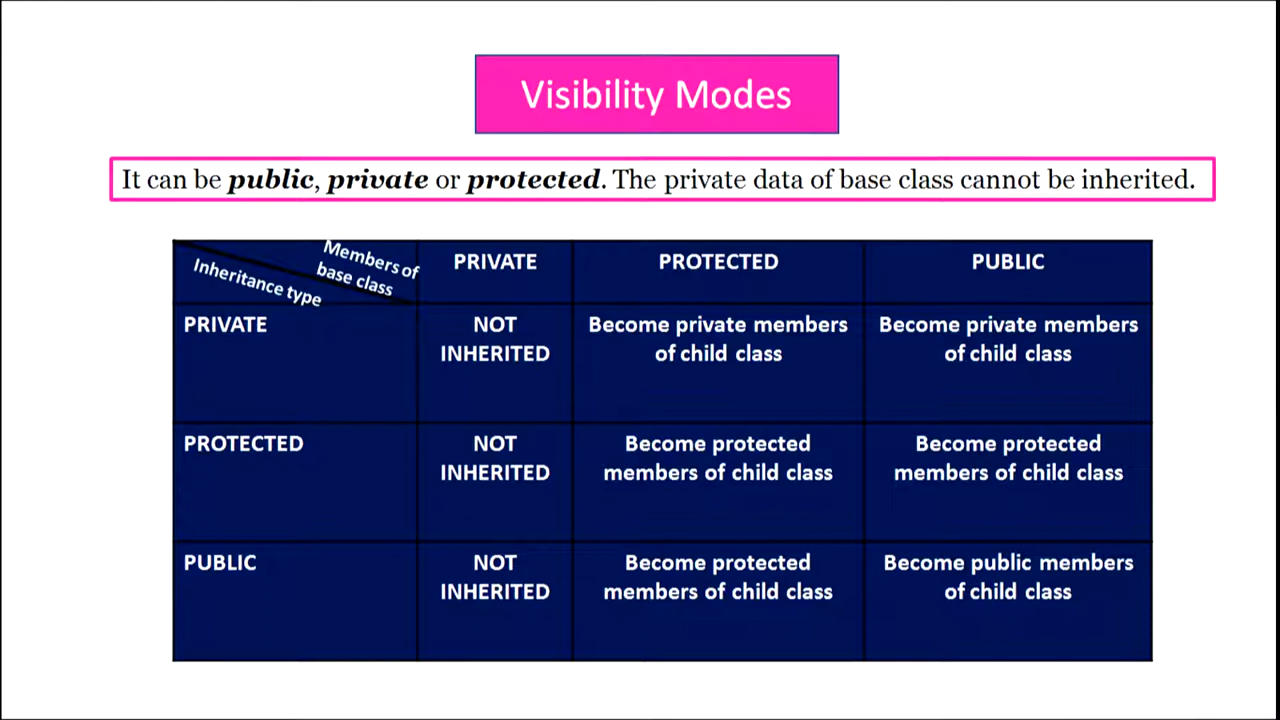 Visibility Modes
It can be public, private or protected. The private data of base class cannot be inherited.
Members of
base class
Inheritance type
PRIVATE
PROTECTED
PUBLIC
PRIVATE
NOT
INHERITED
Become private members
of child class
Become private members
of child class
PROTECTED
NOT
INHERITED
Become protected
members of child class
Become protected
members of child class
PUBLIC
NOT
INHERITED
Become protected
members of child class
Become public members
of child class